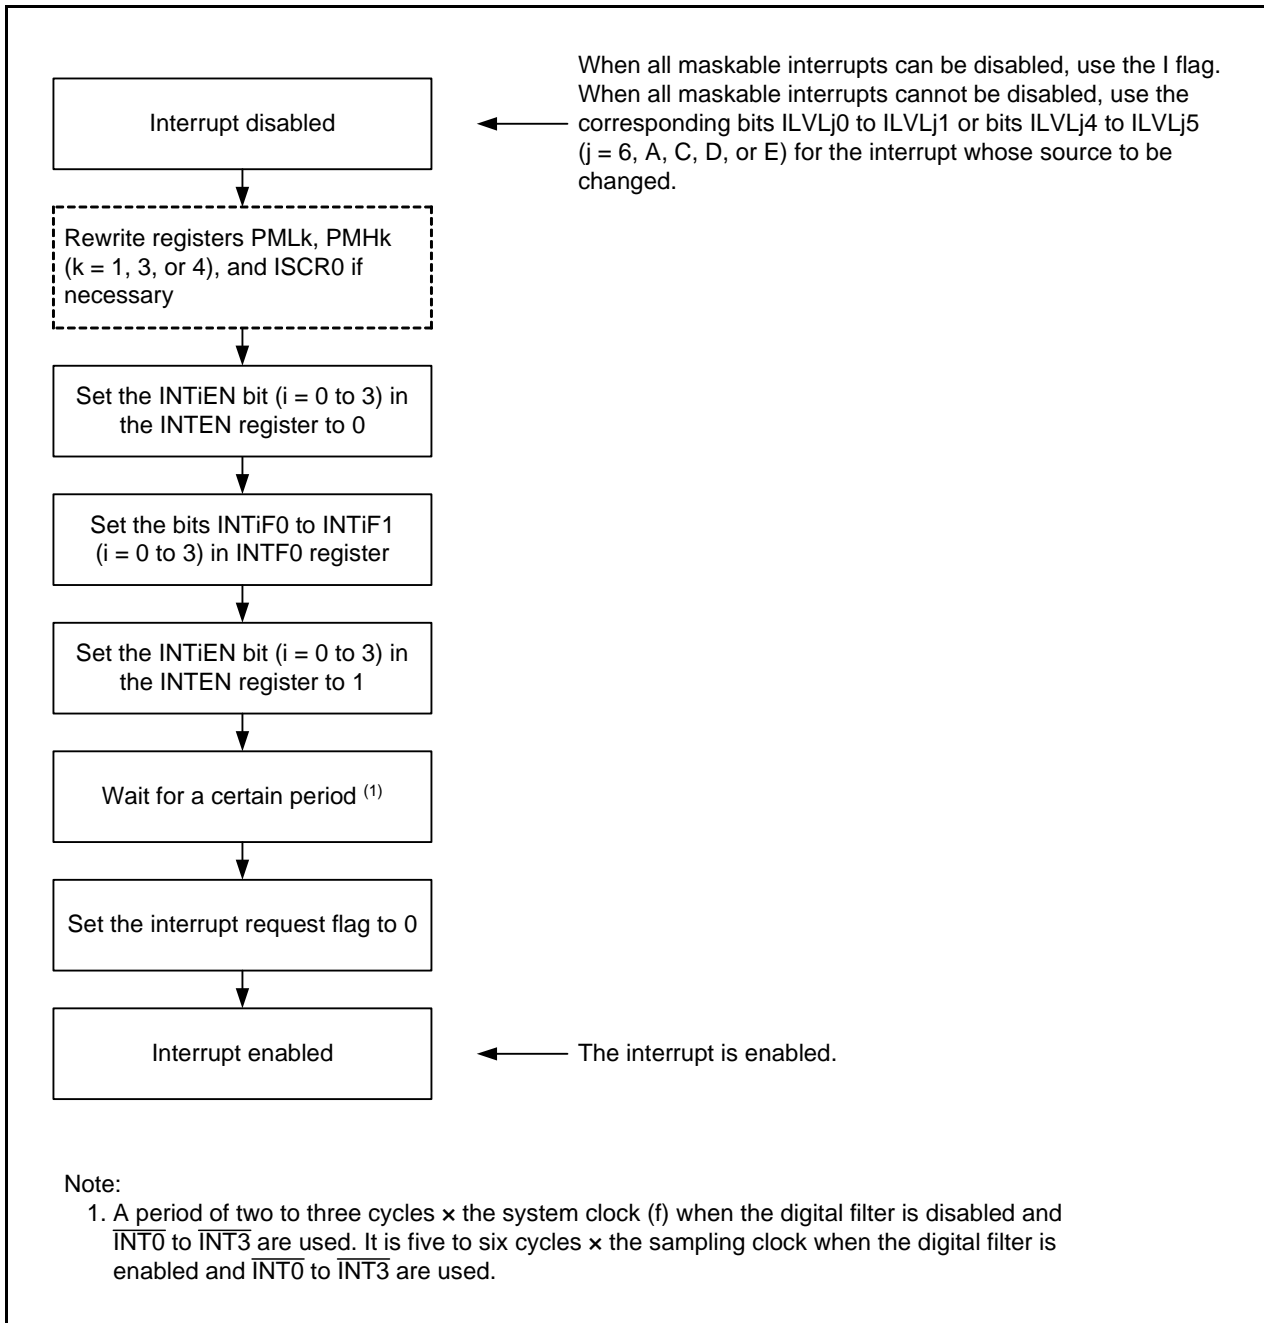 Interrupt disabled
When all maskable interrupts can be disabled, use the I flag.
When all maskable interrupts cannot be disabled, use the
corresponding bits ILVLj0 to ILVLj1 or bits ILVLj4 to ILVLj5
(j = 6, A, C, D, or E) for the interrupt whose source to be
changed.
Rewrite registers PMLk, PMHk
(k = 1, 3, or 4), and ISCR0 if
necessary
Set the INTiEN bit (i = 0 to 3) in
the INTEN register to 0
Set the bits INTiF0 to INTiF1
(i = 0 to 3) in INTF0 register
Set the INTiEN bit (i = 0 to 3) in
the INTEN register to 1
Wait for a certain period (1)
Set the interrupt request flag to 0
Interrupt enabled
The interrupt is enabled.
Note:
1. A period of two to three cycles × the system clock (f) when the digital filter is disabled and
I̅N̅T̅0̅ to I̅N̅T̅3̅ are used. It is five to six cycles × the sampling clock when the digital filter is
enabled and I̅N̅T̅0̅ to I̅N̅T̅3̅ are used.